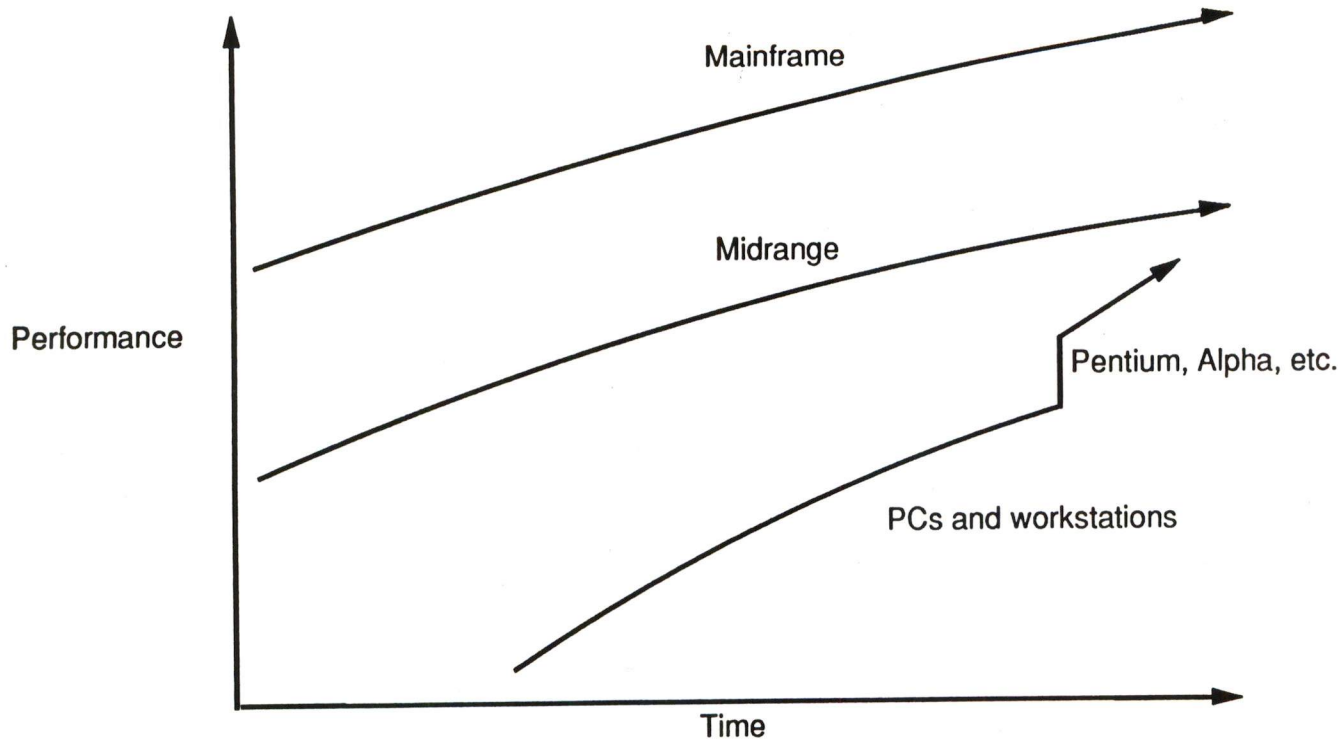 Mainframe
Midrange
Performance
Pentium, Alpha, etc.
PCs and workstations
Time